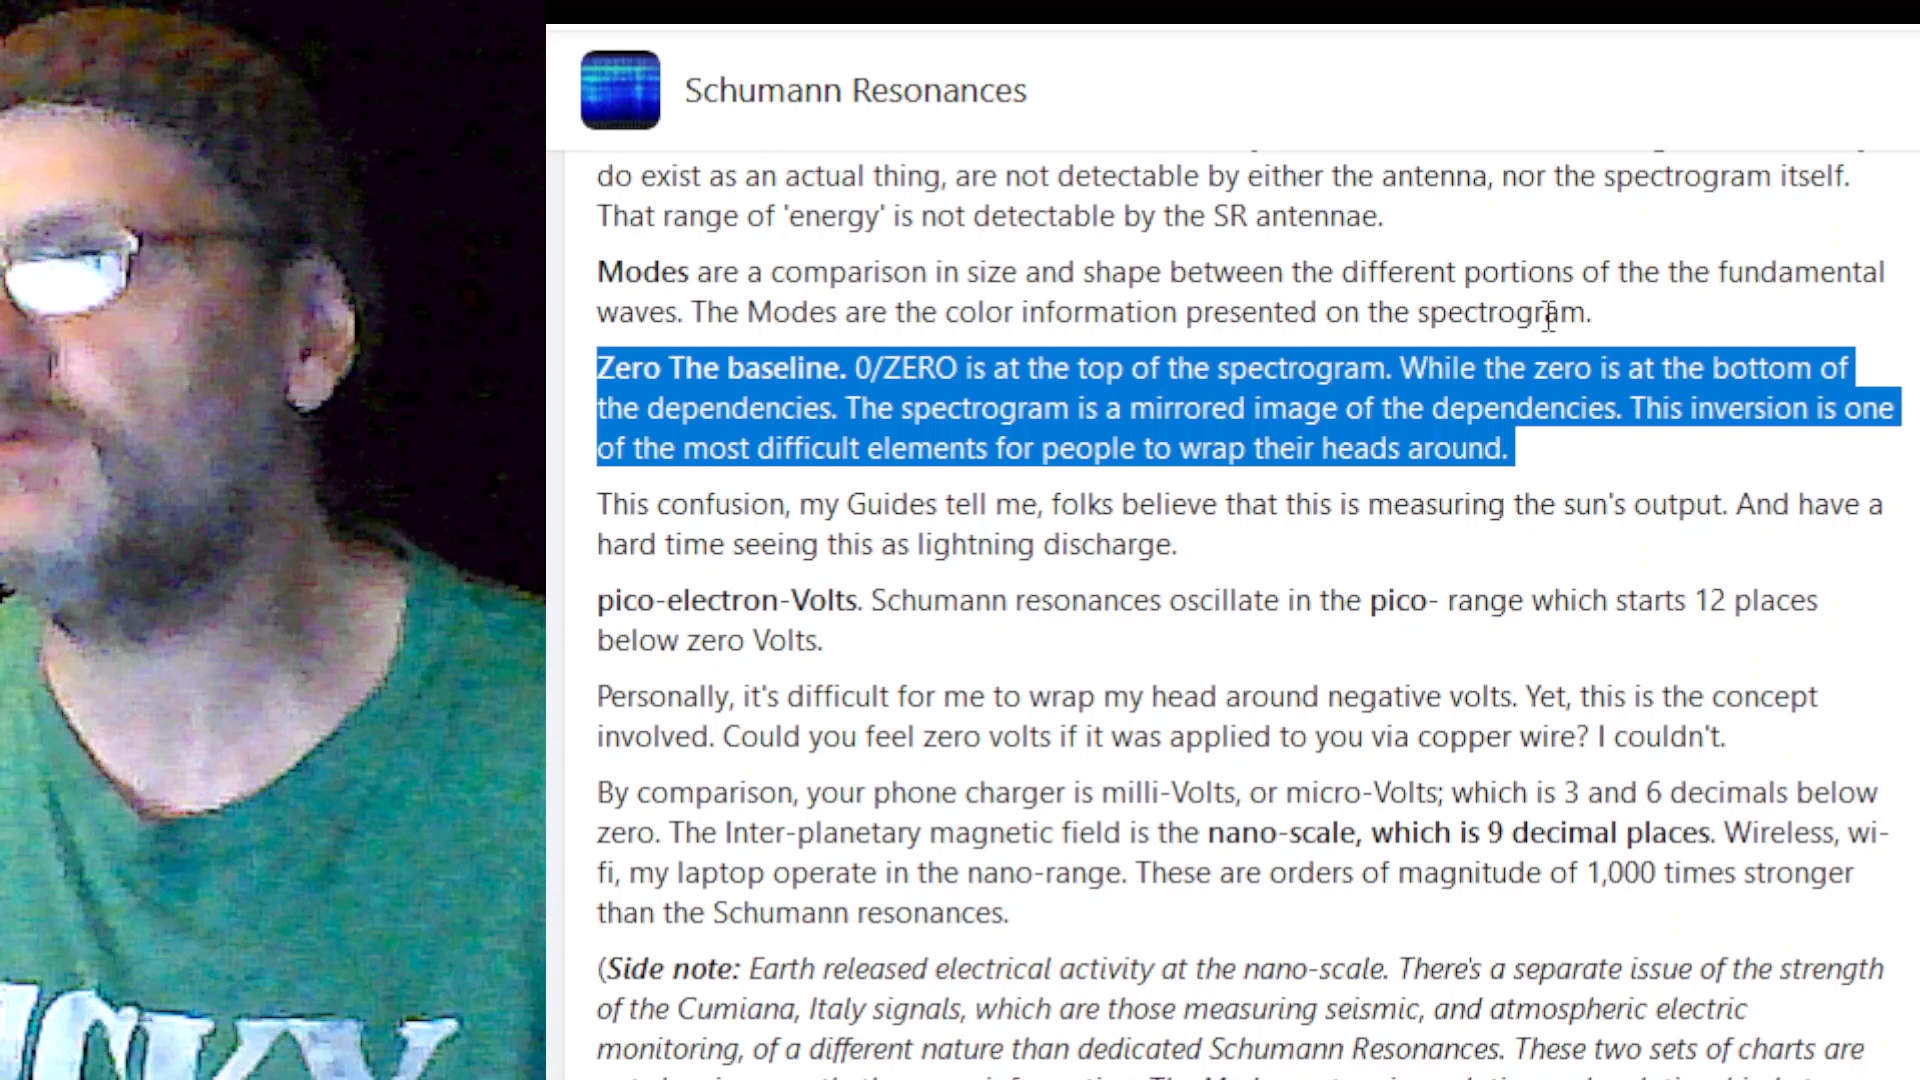 Schumann Resonances
do exist as an actual thing, are not detectable by either the antenna, nor the spectrogram itself.
That range of 'energy' is not detectable by the SR antennae.
Modes are a comparison in size and shape between the different portions of the the fundamental
waves. The Modes are the color information presented on the spectrogram.
Zero The baseline. 0/ZERO is at the top of the spectrogram. While the zero is at the bottom of
the dependencies. The spectrogram is a mirrored image of the dependencies. This inversion is one
of the most difficult elements for people to wrap their heads around.
This confusion, my Guides tell me, folks believe that this is measuring the sun's output. And have a
hard time seeing this as lightning discharge.
pico-electron-Volts. Schumann resonances oscillate in the pico- range which starts 12 places
below zero Volts.
Personally, it's difficult for me to wrap my head around negative volts. Yet, this is the concept
involved. Could you feel zero volts if it was applied to you via copper wire? I couldn't.
By comparison, your phone charger is milli-Volts, or micro-Volts; which is 3 and 6 decimals below
zero. The Inter-planetary magnetic field is the nano-scale, which is 9 decimal places. Wireless, wi-
fi, my laptop operate in the nano-range. These are orders of magnitude of 1,000 times stronger
than the Schumann resonances.
(Side note: Earth released electrical activity at the nano-scale. There's a separate issue of the strength
of the Cumiana, Italy signals, which are those measuring seismic, and atmospheric electric
monitoring, of a different nature than dedicated Schumann Resonances. These two sets of charts are